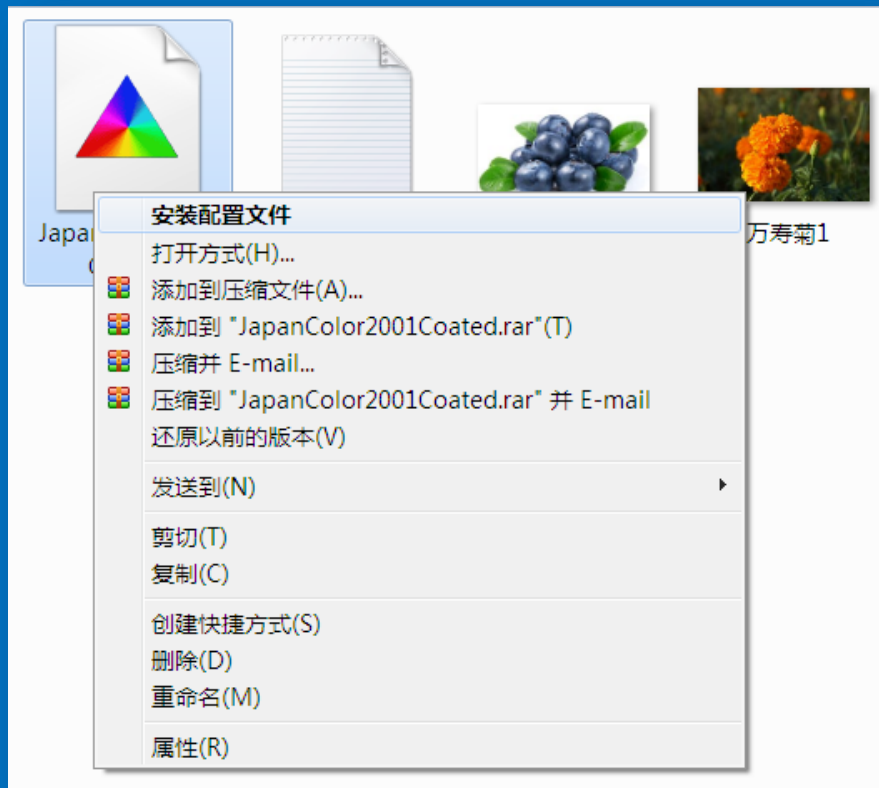 安装配置文件
Japa
万寿菊1
打开方式(H)...
添加到压缩文件(A)...
添加到 "JapanColor2001Coated.rar"(T)
压缩并 E-mail...
压缩到 "JapanColor2001Coated.rar" 并 E-mail
还原以前的版本(V)
发送到(N)
剪切(T)
复制(C)
创建快捷方式(S)
删除(D)
重命名(M)
属性(R)